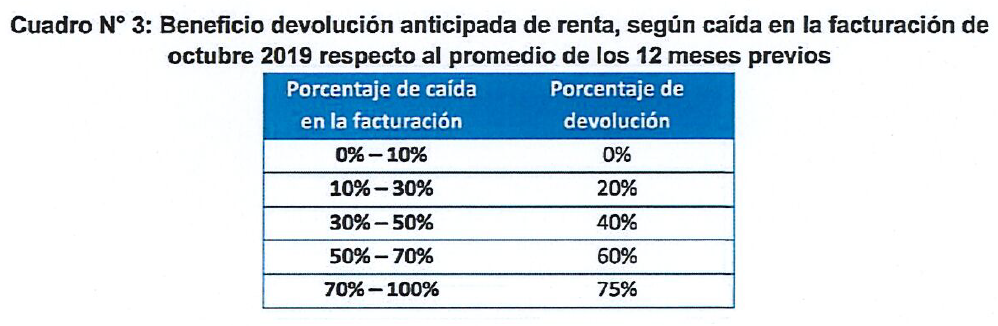 Cuadro N° 3: Beneficio devolución anticipada de renta, según caída en la facturación de
octubre 2019 respecto al promedio de los 12 meses previos
Porcentaje de caída en la facturación Porcentaje de devolución
0% – 10% 0%
10% – 30% 20%
30% – 50% 40%
50% – 70% 60%
70% – 100% 75%